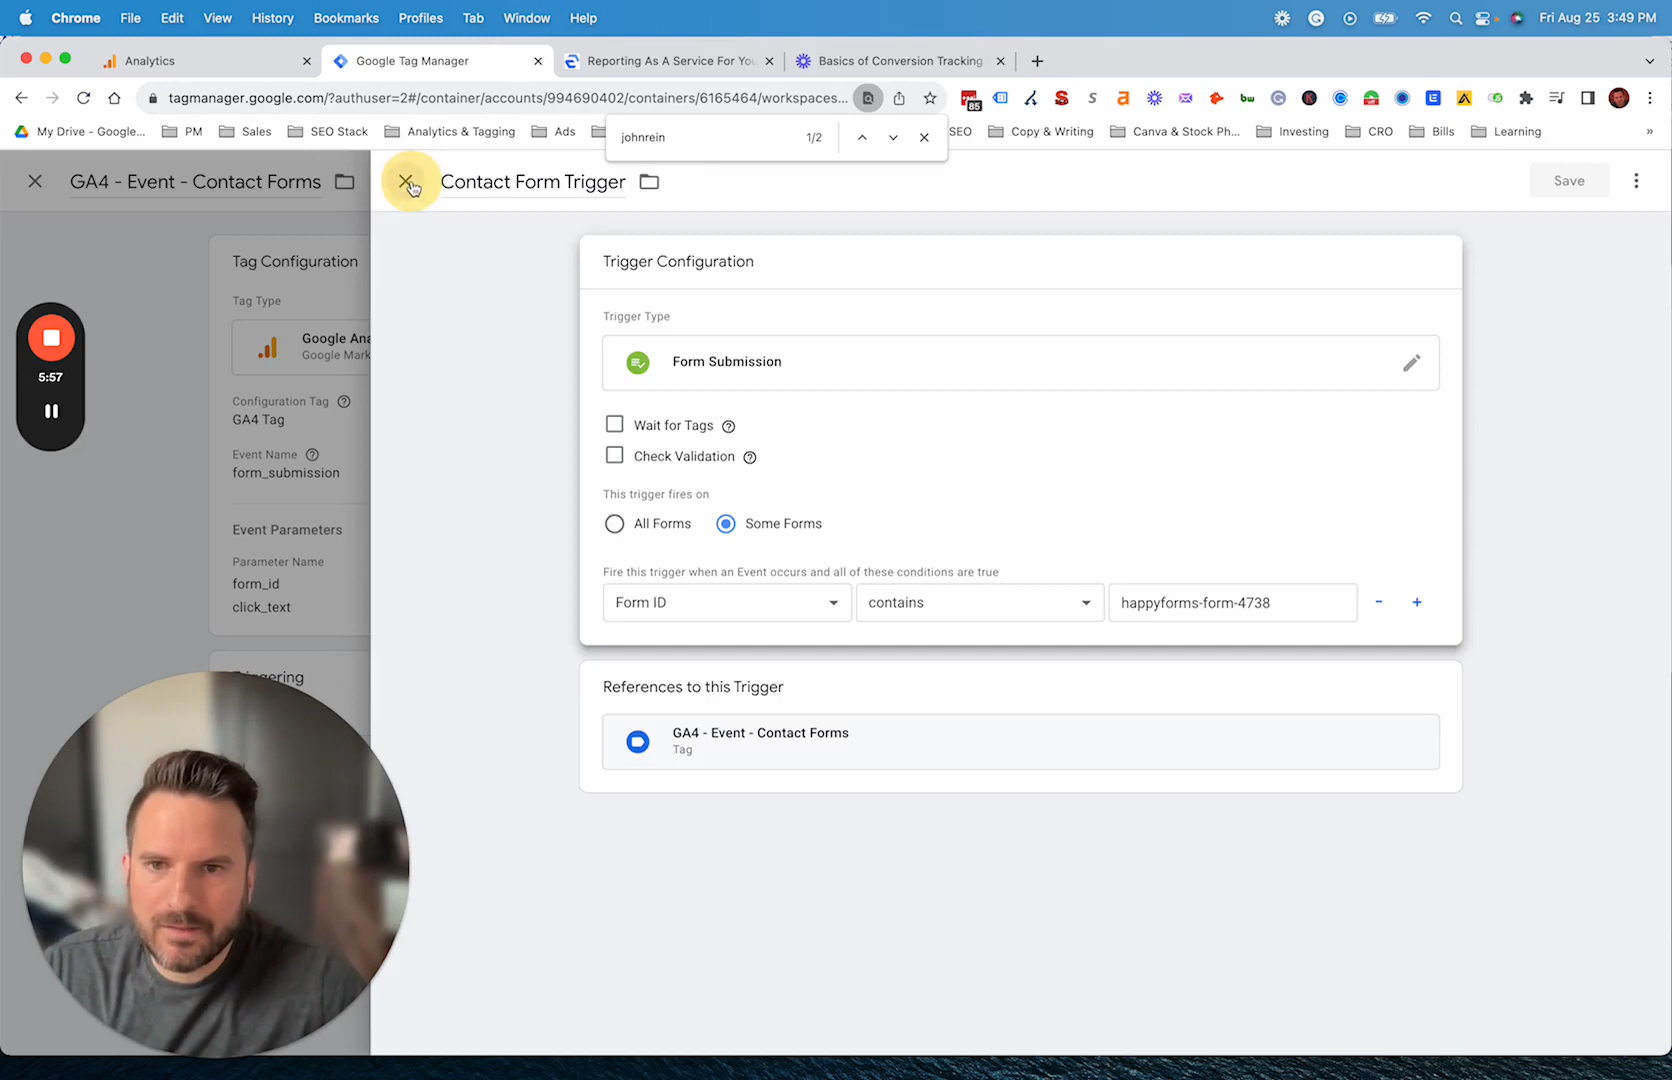 Chrome File Edit View History Bookmarks Profiles Tab Window Help Fri Aug 25 3:49 PM
Analytics Google Tag Manager Reporting As A Service For You Basics of Conversion Tracking
tagmanager.google.com/?authuser=2#/container/accounts/994690402/containers/6165464/workspaces... 85
My Drive - Google... PM Sales SEO Stack Analytics & Tagging Ads SEO Copy & Writing Canva & Stock Ph... Investing CRO Bills Learning »
johnrein 1/2
GA4 - Event - Contact Forms
Contact Form Trigger
Save
Tag Configuration
Tag Type
Google Ana
Google Mark
Configuration Tag
GA4 Tag
Event Name
form_submission
Event Parameters
Parameter Name
form_id
click_text
Triggering
5:57
Trigger Configuration
Trigger Type
Form Submission
Wait for Tags
Check Validation
This trigger fires on
All Forms Some Forms
Fire this trigger when an Event occurs and all of these conditions are true
Form ID contains happyforms-form-4738 - +
References to this Trigger
GA4 - Event - Contact Forms
Tag